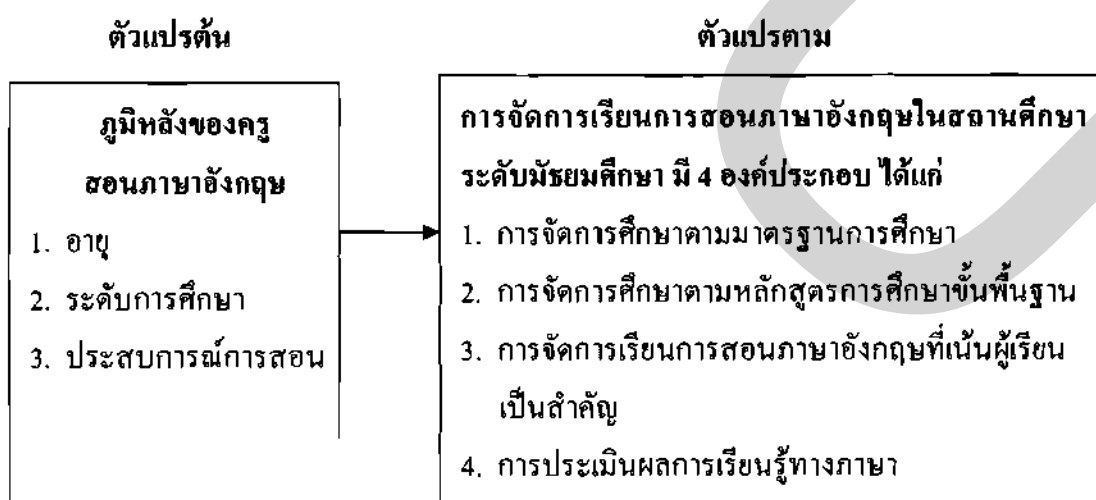 ตัวแปรต้น
ตัวแปรตาม
ภูมิหลังของครู
สอนภาษาอังกฤษ
1. อายุ
2. ระดับการศึกษา
3. ประสบการณ์การสอน
การจัดการเรียนการสอนภาษาอังกฤษในสถานศึกษา
ระดับมัธยมศึกษา มี 4 องค์ประกอบ ได้แก่
1. การจัดการศึกษาตามมาตรฐานการศึกษา
2. การจัดการศึกษาตามหลักสูตรการศึกษาขั้นพื้นฐาน
3. การจัดการเรียนการสอนภาษาอังกฤษที่เน้นผู้เรียน
เป็นสำคัญ
4. การประเมินผลการเรียนรู้ทางภาษา